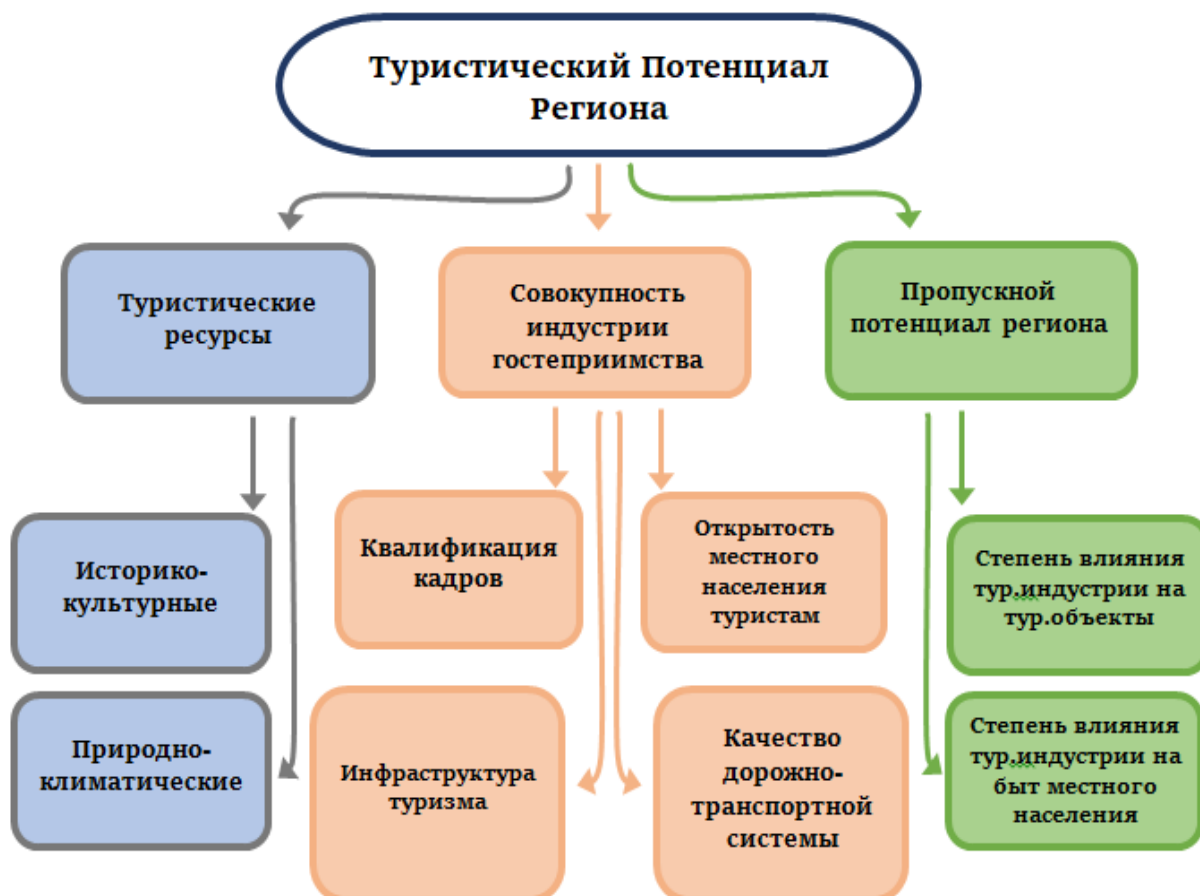 Туристический Потенциал
Региона
Туристические
ресурсы
Совокупность
индустрии
гостеприимства
Пропускной
потенциал региона
Историко-
культурные
Квалификация
кадров
Открытость
местного
населения
туристам
Степень влияния
тур.индустрии на
тур.объекты
Природно-
климатические
Инфраструктура
туризма
Качество
дорожно-
транспортной
системы
Степень влияния
тур.индустрии на
быт местного
населения